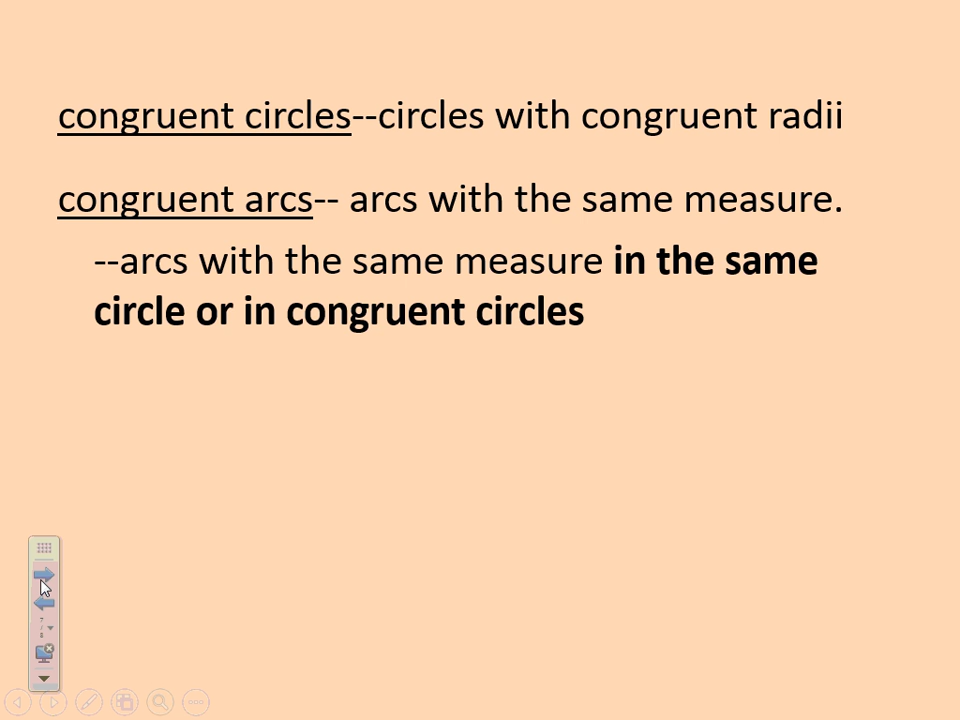 congruent circles--circles with congruent radii
congruent arcs-- arcs with the same measure.
--arcs with the same measure in the same
circle or in congruent circles